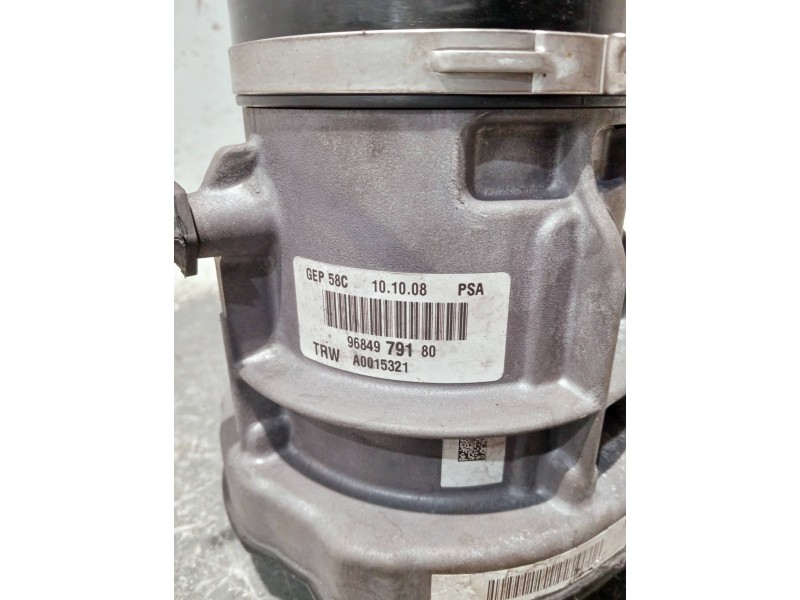 GEP 58C 10.10.08 PSA
96849 791 80
TRW A0015321